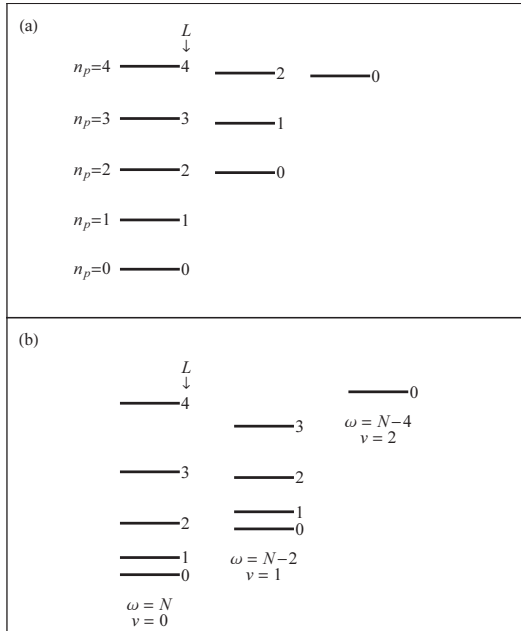 (a)
L
↓
n_p=4 4 2 0
n_p=3 3 1
n_p=2 2 0
n_p=1 1
n_p=0 0
(b)
L
↓
4 3 0
ω = N−4
v = 2
3 2
2 1
1 0
0
ω = N−2
v = 1
ω = N
v = 0